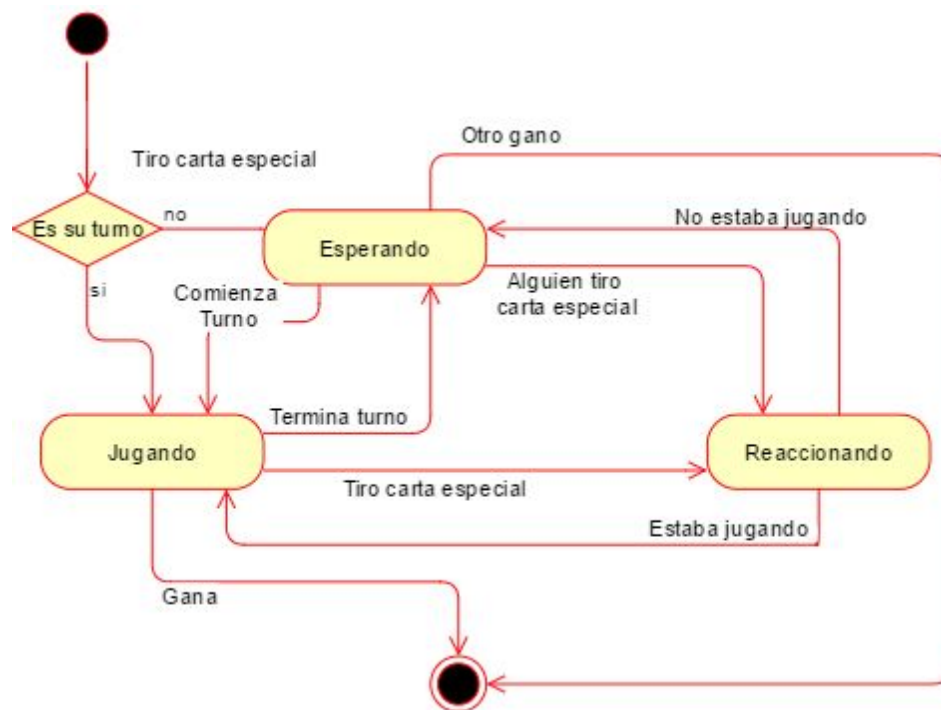 Otro gano
Tiro carta especial
Es su turno
no
Esperando
No estaba jugando
si
Comienza
Turno
Alguien tiro
carta especial
Termina turno
Jugando
Reaccionando
Tiro carta especial
Estaba jugando
Gana